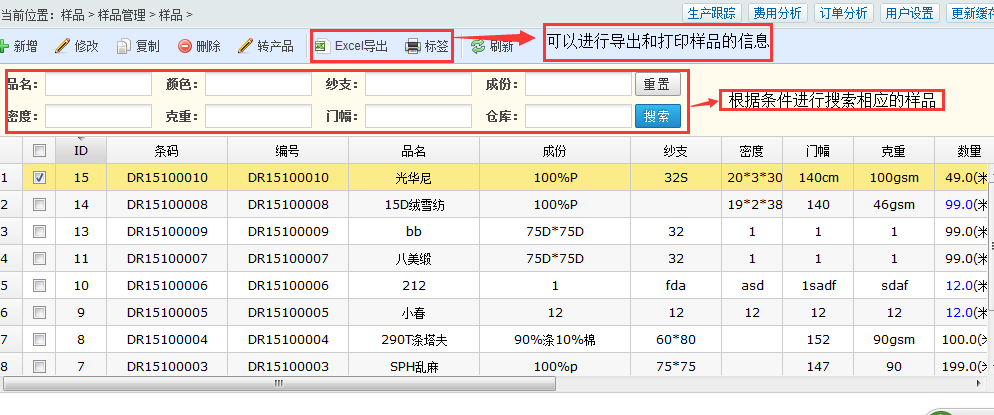 当前位置：样品 > 样品管理 > 样品 >
生产跟踪 费用分析 订单分析 用户设置 更新缓存
新增 修改 复制 删除 转产品 Excel导出 标签 刷新
可以进行导出和打印样品的信息
品名: 颜色: 纱支: 成份: 重置
密度: 克重: 门幅: 仓库: 搜索
根据条件进行搜索相应的样品
ID 条码 编号 品名 成份 纱支 密度 门幅 克重 数量
1 15 DR15100010 DR15100010 光华尼 100%P 32S 20*3*30 140cm 100gsm 49.0(米
2 14 DR15100008 DR15100008 15D绒雪纺 100%P 19*2*38 140 46gsm 99.0(米
3 13 DR15100009 DR15100009 bb 75D*75D 32 1 1 1 99.0(米
4 11 DR15100007 DR15100007 八美缎 75D*75D 32 1 1 1 99.0(米
5 10 DR15100006 DR15100006 212 1 fda asd 1sadf sdaf 12.0(米
6 9 DR15100005 DR15100005 小春 12 12 12 12 12 12.0(米
7 8 DR15100004 DR15100004 290T条塔夫 90%涤10%棉 60*80 152 90gsm 100.0(米
8 7 DR15100003 DR15100003 SPH乱麻 100%p 75*75 147 90 199.0(米